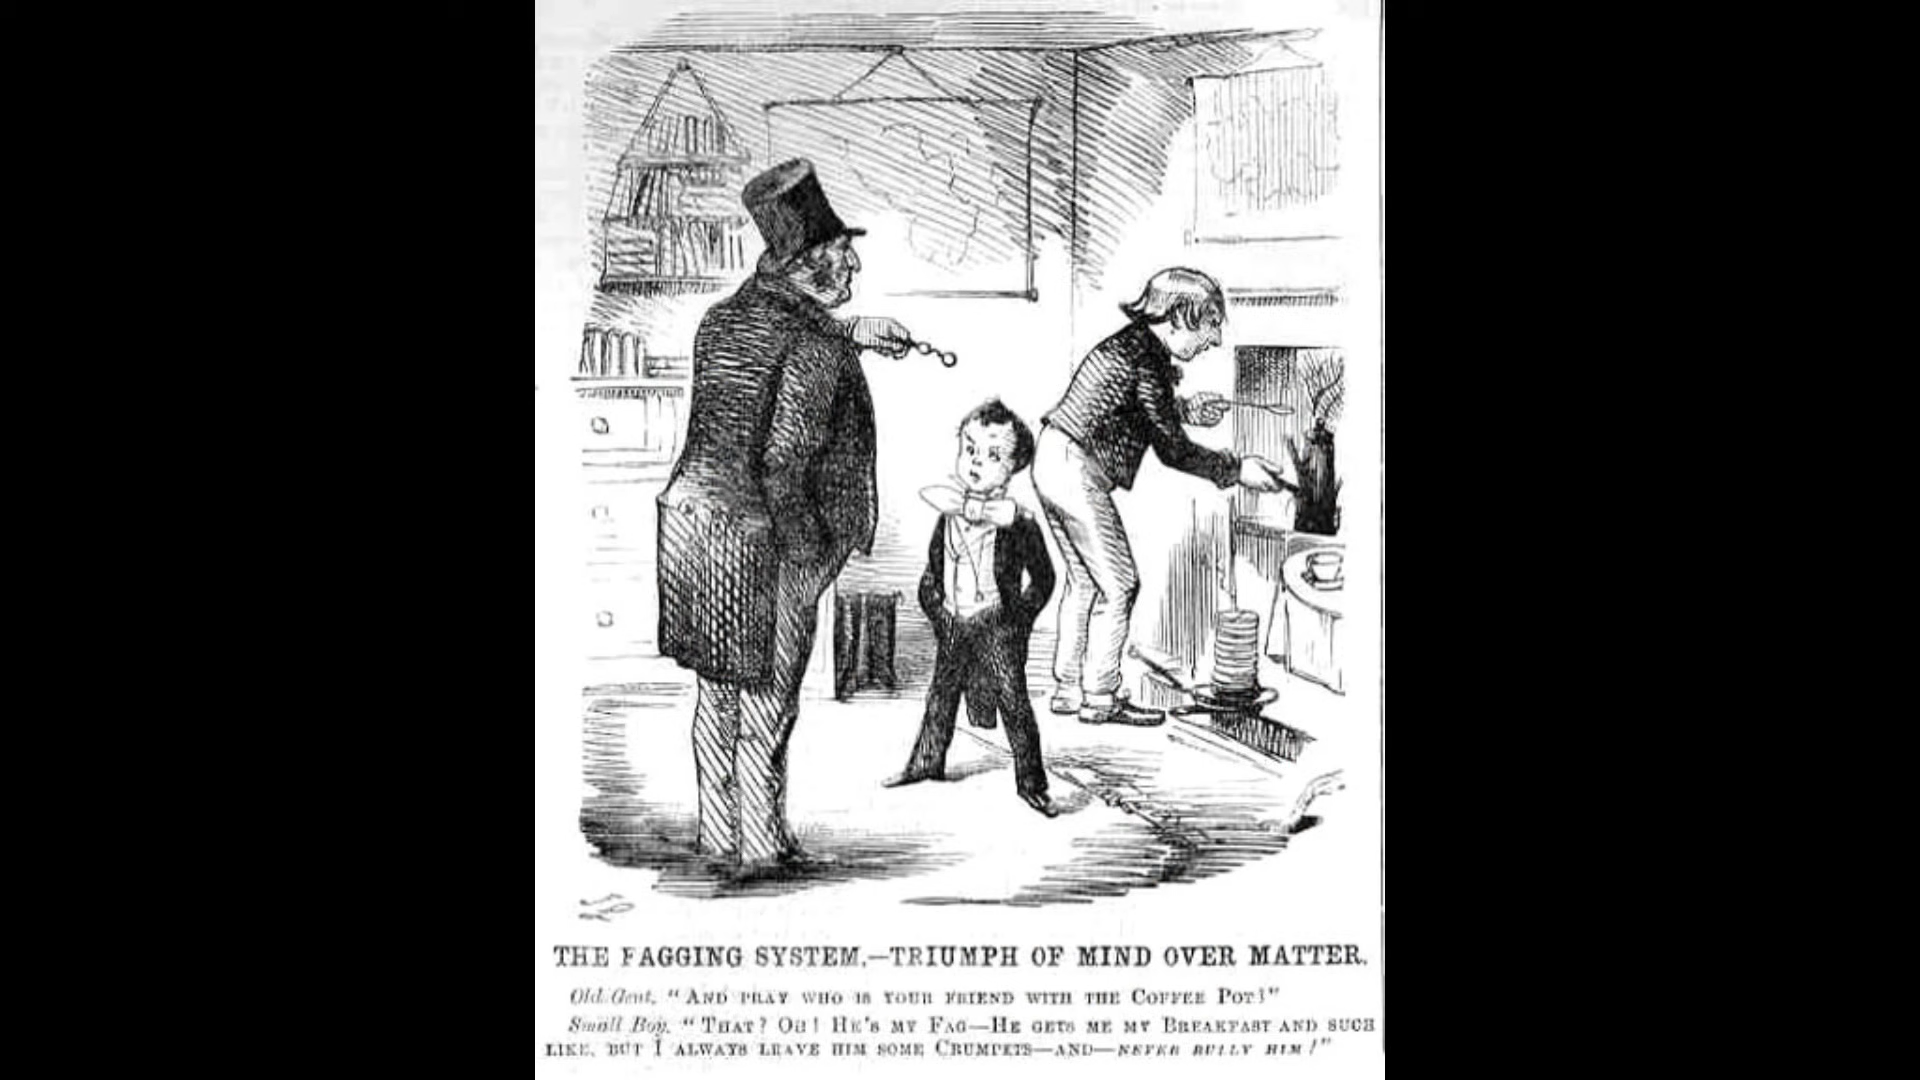 THE FAGGING SYSTEM.—TRIUMPH OF MIND OVER MATTER.
Old Gent. "AND PRAY WHO IS YOUR FRIEND WITH THE COFFEE POT?"
Small Boy. "THAT? OH! HE'S MY FAG—HE GETS ME MY BREAKFAST AND SUCH
LIKE, BUT I ALWAYS LEAVE HIM SOME CRUMPETS—AND—NEVER BULLY HIM!"